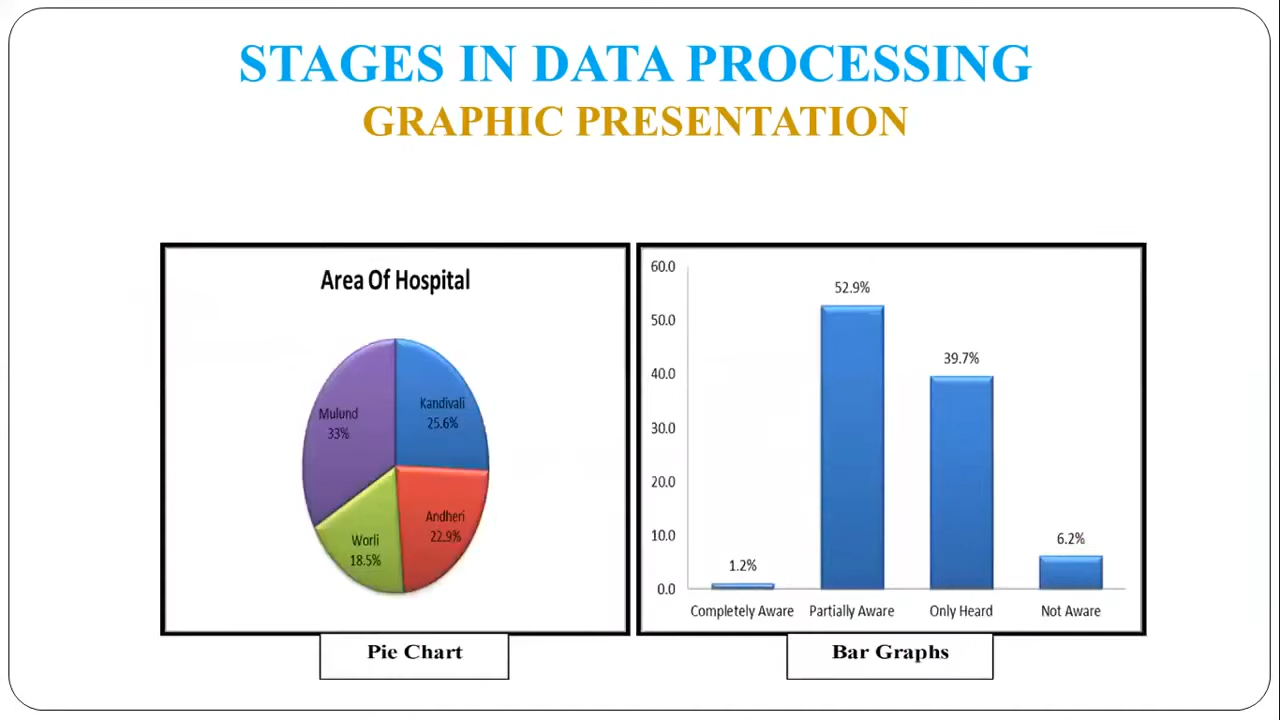 STAGES IN DATA PROCESSING
GRAPHIC PRESENTATION
Area Of Hospital
Kandivali
25.6%
Andheri
22.9%
Worli
18.5%
Mulund
33%
Pie Chart
60.0
50.0
40.0
30.0
20.0
10.0
0.0
1.2%
52.9%
39.7%
6.2%
Completely Aware
Partially Aware
Only Heard
Not Aware
Bar Graphs